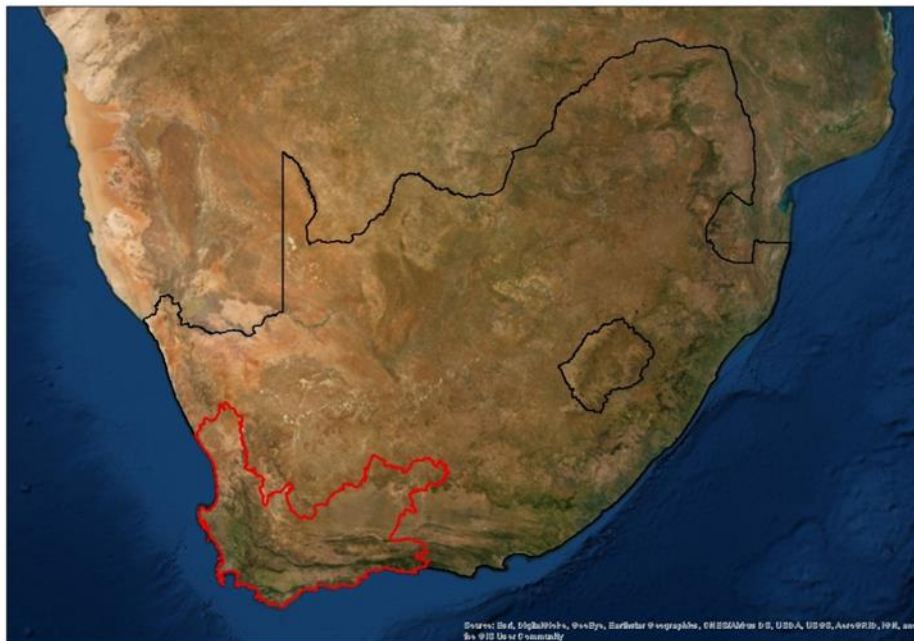 Source: Esri, DigitalGlobe, GeoEye, Earthstar Geographics, CNES/Airbus DS, USDA, USGS, AeroGRID, IGN, and
the GIS User Community